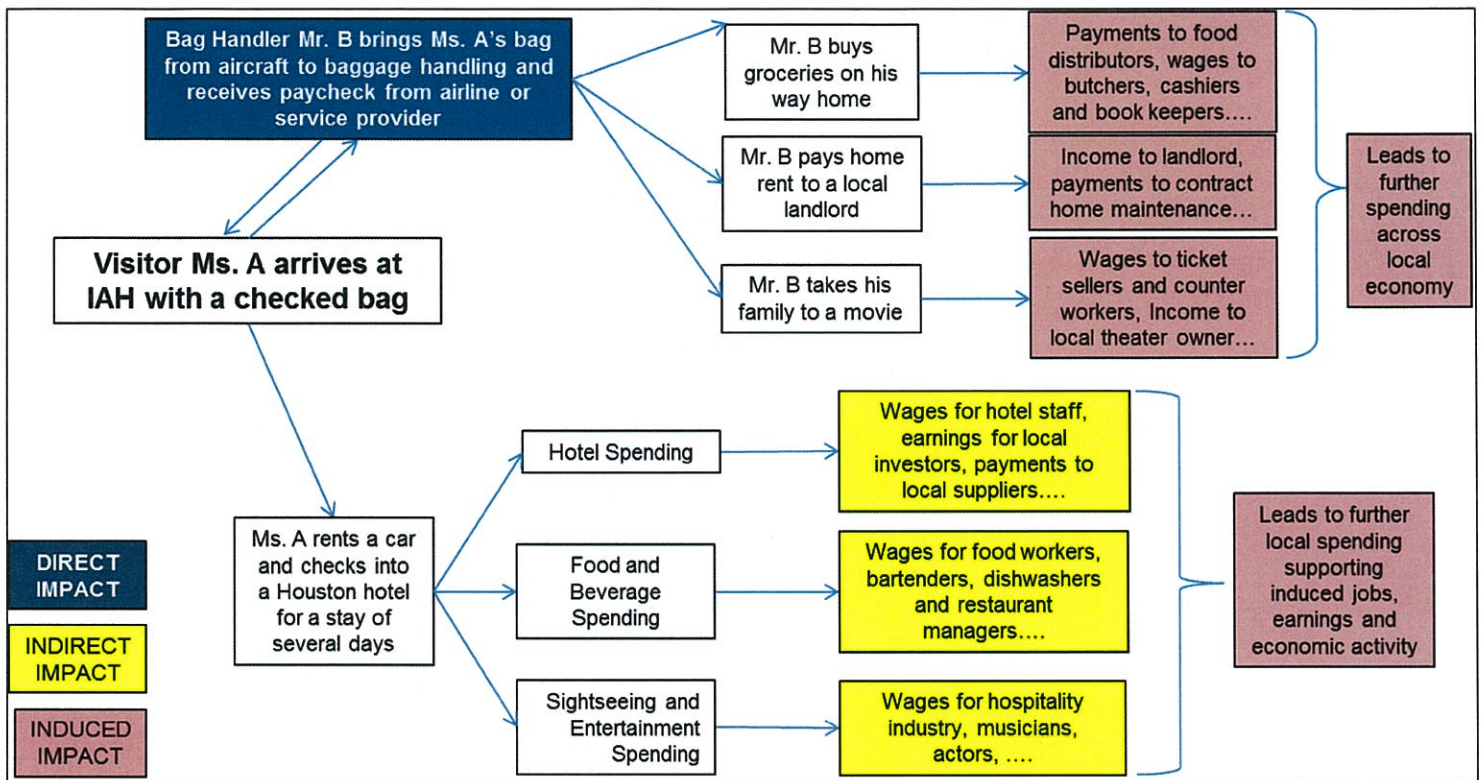 Bag Handler Mr. B brings Ms. A’s bag
from aircraft to baggage handling and
receives paycheck from airline or
service provider
Mr. B buys
groceries on his
way home
Payments to food
distributors, wages to
butchers, cashiers
and book keepers….
Mr. B pays home
rent to a local
landlord
Income to landlord,
payments to contract
home maintenance…
Leads to
further
spending
across
local
economy
Visitor Ms. A arrives at
IAH with a checked bag
Mr. B takes his
family to a movie
Wages to ticket
sellers and counter
workers, Income to
local theater owner…
Hotel Spending
Wages for hotel staff,
earnings for local
investors, payments to
local suppliers….
Ms. A rents a car
and checks into
a Houston hotel
for a stay of
several days
Food and
Beverage
Spending
Wages for food workers,
bartenders, dishwashers
and restaurant
managers….
Leads to further
local spending
supporting
induced jobs,
earnings and
economic activity
Sightseeing and
Entertainment
Spending
Wages for hospitality
industry, musicians,
actors, ….
DIRECT
IMPACT
INDIRECT
IMPACT
INDUCED
IMPACT